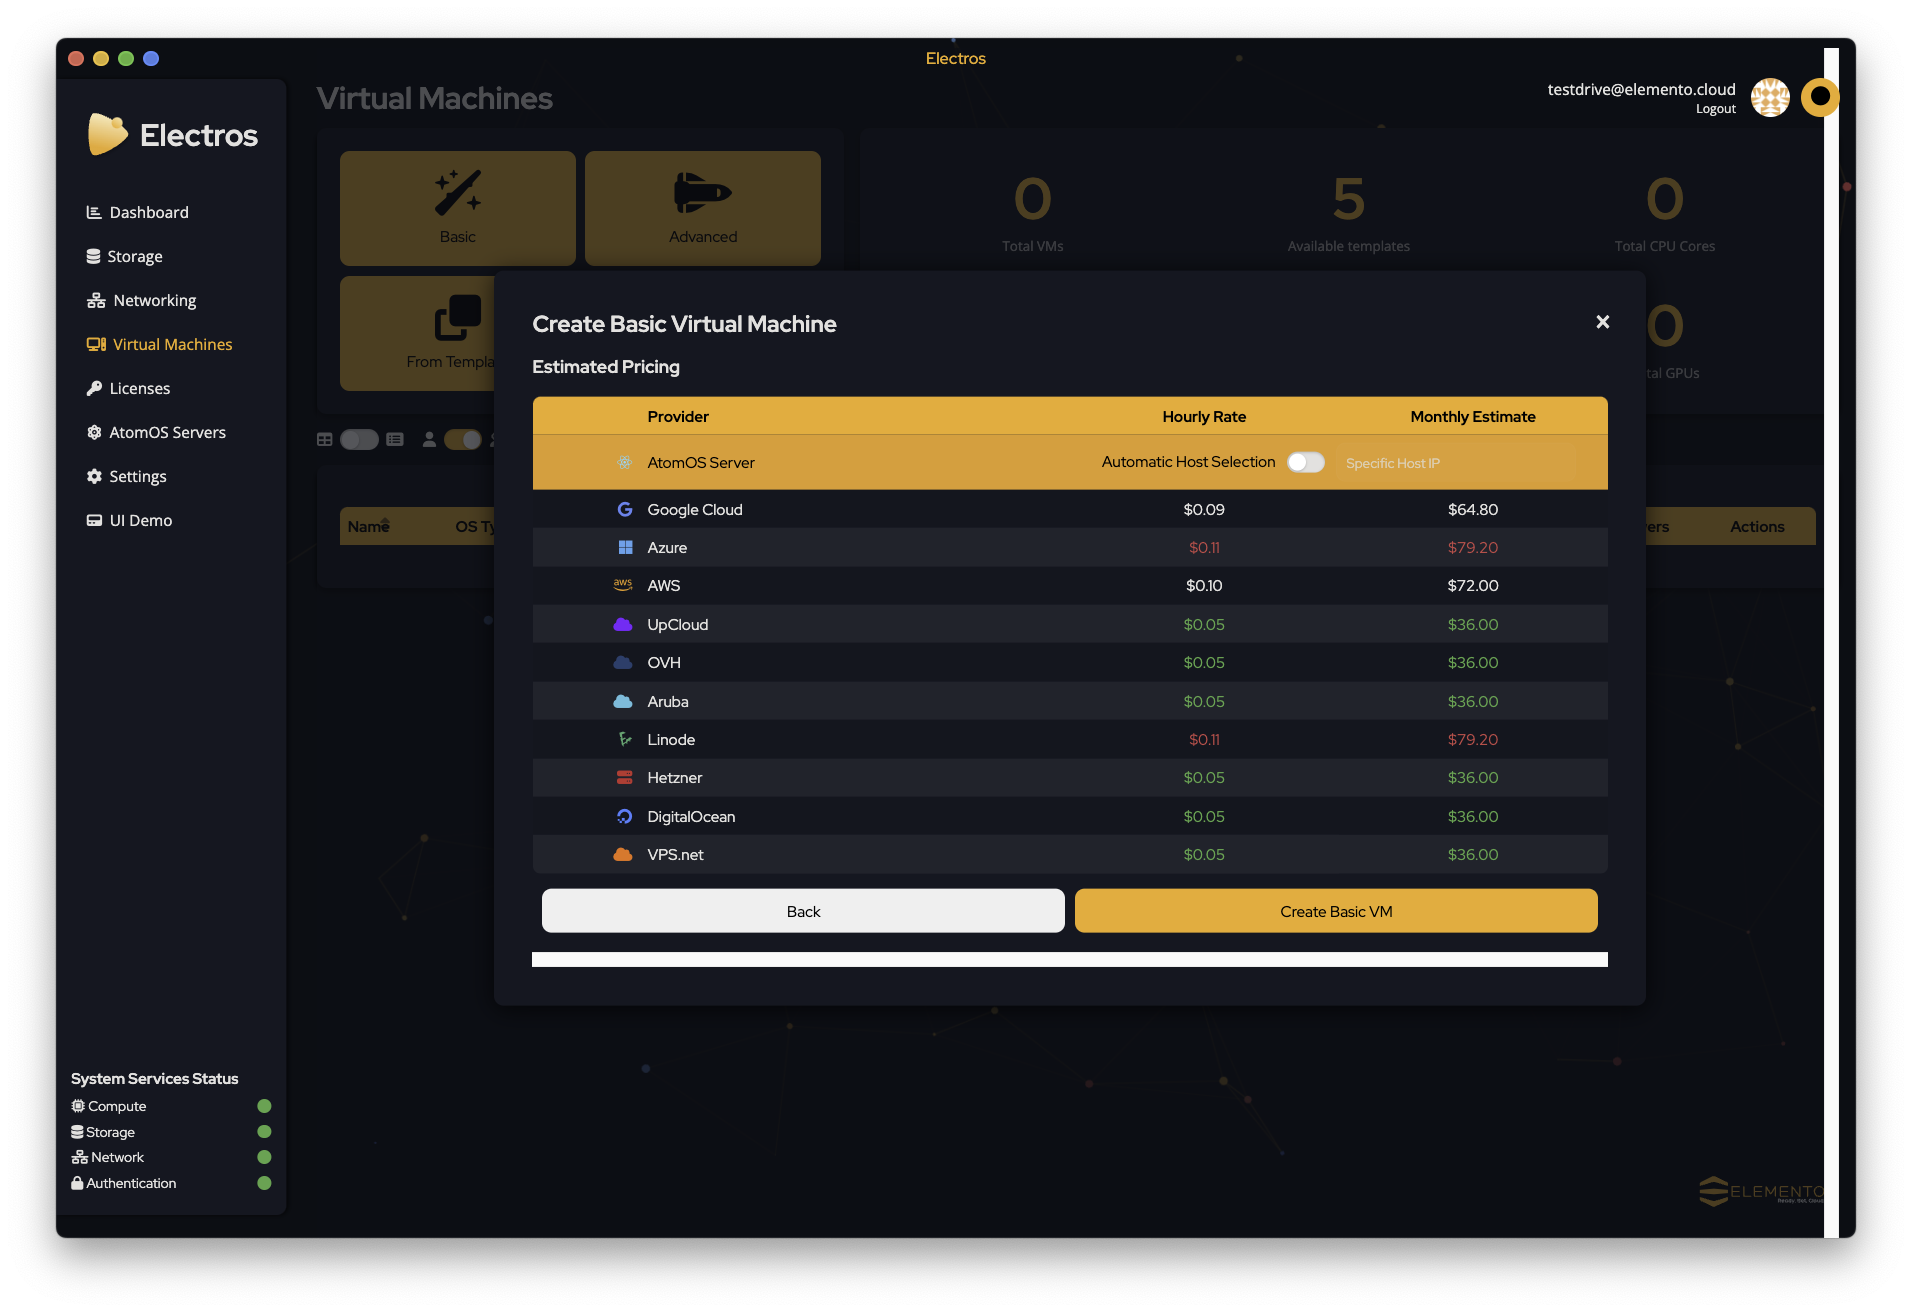 Electros
testdrive@elemento.cloud
Logout
Electros
Dashboard
Storage
Networking
Virtual Machines
Licenses
AtomOS Servers
Settings
UI Demo
System Services Status
Compute
Storage
Network
Authentication
Virtual Machines
Basic
Advanced
From Templa
0
Total VMs
5
Available templates
0
Total CPU Cores
0
tal GPUs
Name
OS Ty
ers
Actions
Create Basic Virtual Machine
Estimated Pricing
Provider Hourly Rate Monthly Estimate
AtomOS Server Automatic Host Selection Specific Host IP
Google Cloud $0.09 $64.80
Azure $0.11 $79.20
aws AWS $0.10 $72.00
UpCloud $0.05 $36.00
OVH $0.05 $36.00
Aruba $0.05 $36.00
Linode $0.11 $79.20
Hetzner $0.05 $36.00
DigitalOcean $0.05 $36.00
VPS.net $0.05 $36.00
Back
Create Basic VM
ELEMENTO